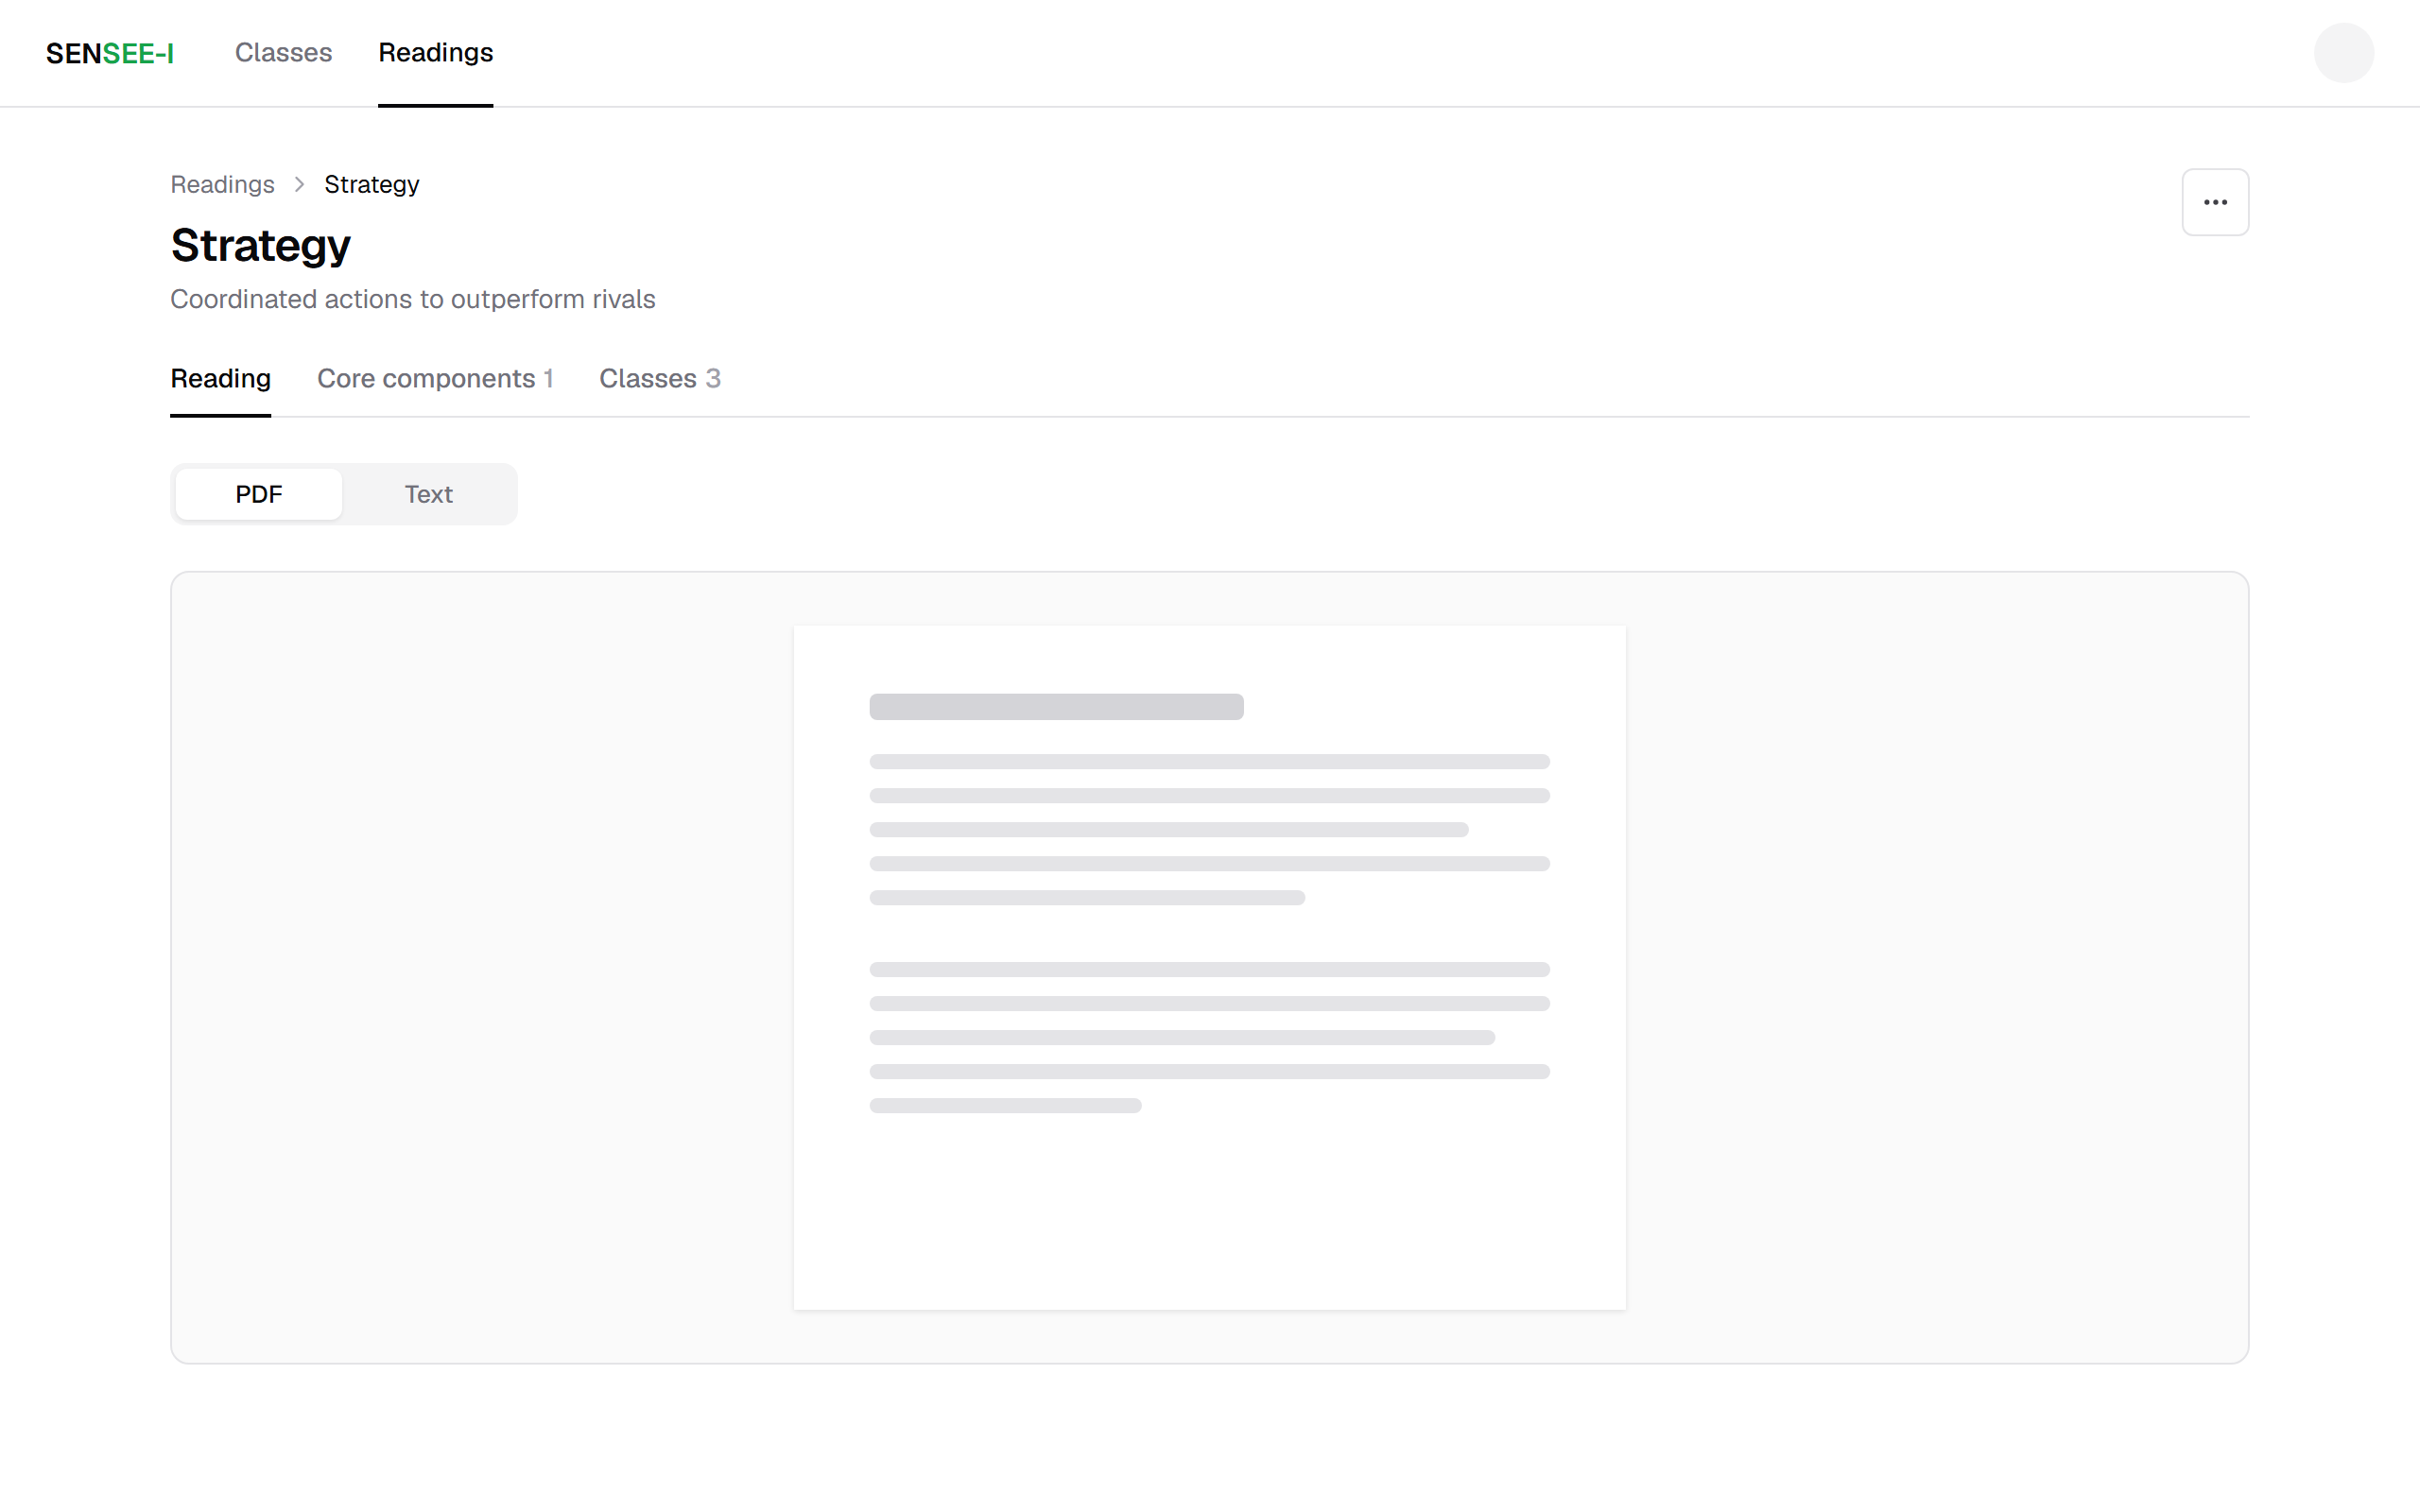 SENSEE-I Classes Readings
Readings > Strategy
Strategy
Coordinated actions to outperform rivals
Reading Core components 1 Classes 3
PDF Text